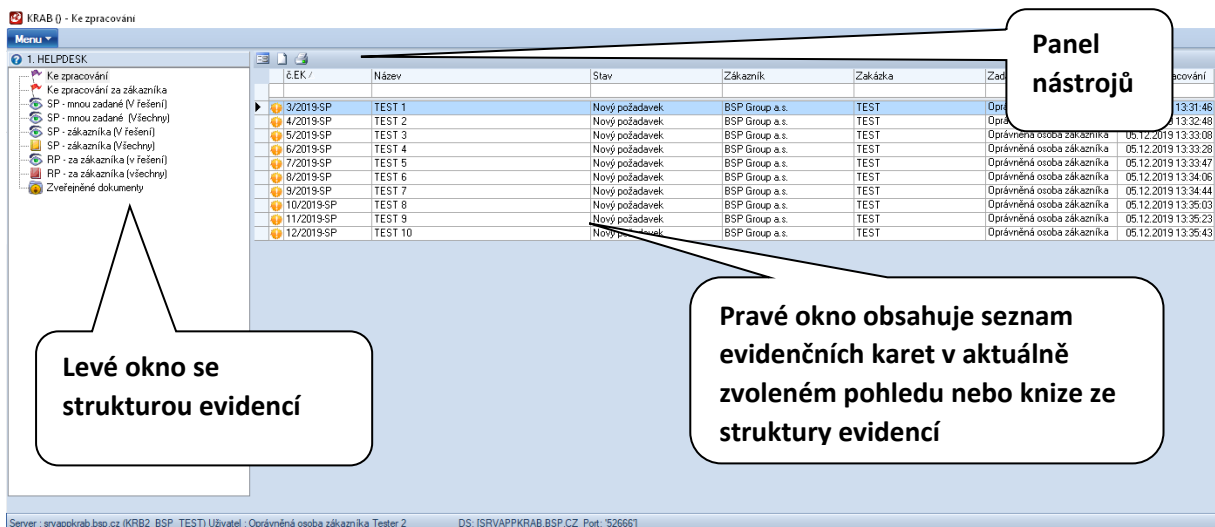 KRAB () - Ke zpracování
Menu
1. HELPDESK
Ke zpracování
Ke zpracování za zákazníka
SP - mnou zadané (V řešení)
SP - mnou zadané (Všechny)
SP - zákazníka (V řešení)
SP - zákazníka (Všechny)
RP - za zákazníka (v řešení)
RP - za zákazníka (všechny)
Zveřejněné dokumenty
Panel
nástrojů
č.EK Název Stav Zákazník Zakázka
3/2019-SP TEST 1 Nový požadavek BSP Group a.s. TEST 13:31:46
4/2019-SP TEST 2 Nový požadavek BSP Group a.s. TEST 13:32:48
5/2019-SP TEST 3 Nový požadavek BSP Group a.s. TEST Oprávněná osoba zákazníka 05.12.2019 13:33:08
6/2019-SP TEST 4 Nový požadavek BSP Group a.s. TEST Oprávněná osoba zákazníka 05.12.2019 13:33:28
7/2019-SP TEST 5 Nový požadavek BSP Group a.s. TEST Oprávněná osoba zákazníka 05.12.2019 13:33:47
8/2019-SP TEST 6 Nový požadavek BSP Group a.s. TEST Oprávněná osoba zákazníka 05.12.2019 13:34:06
9/2019-SP TEST 7 Nový požadavek BSP Group a.s. TEST Oprávněná osoba zákazníka 05.12.2019 13:34:44
10/2019-SP TEST 8 Nový požadavek BSP Group a.s. TEST Oprávněná osoba zákazníka 05.12.2019 13:35:03
11/2019-SP TEST 9 Nový požadavek BSP Group a.s. TEST Oprávněná osoba zákazníka 05.12.2019 13:35:23
12/2019-SP TEST 10 Nový požadavek BSP Group a.s. TEST Oprávněná osoba zákazníka 05.12.2019 13:35:43
Levé okno se
strukturou evidencí
Pravé okno obsahuje seznam
evidenčních karet v aktuálně
zvoleném pohledu nebo knize ze
struktury evidencí
Server : srvappkrab.bsp.cz (KRB2_BSP_TEST) Uživatel : Oprávněná osoba zákazníka Tester 2 DS: [SRVAPPKRAB.BSP.CZ Port: '52666']